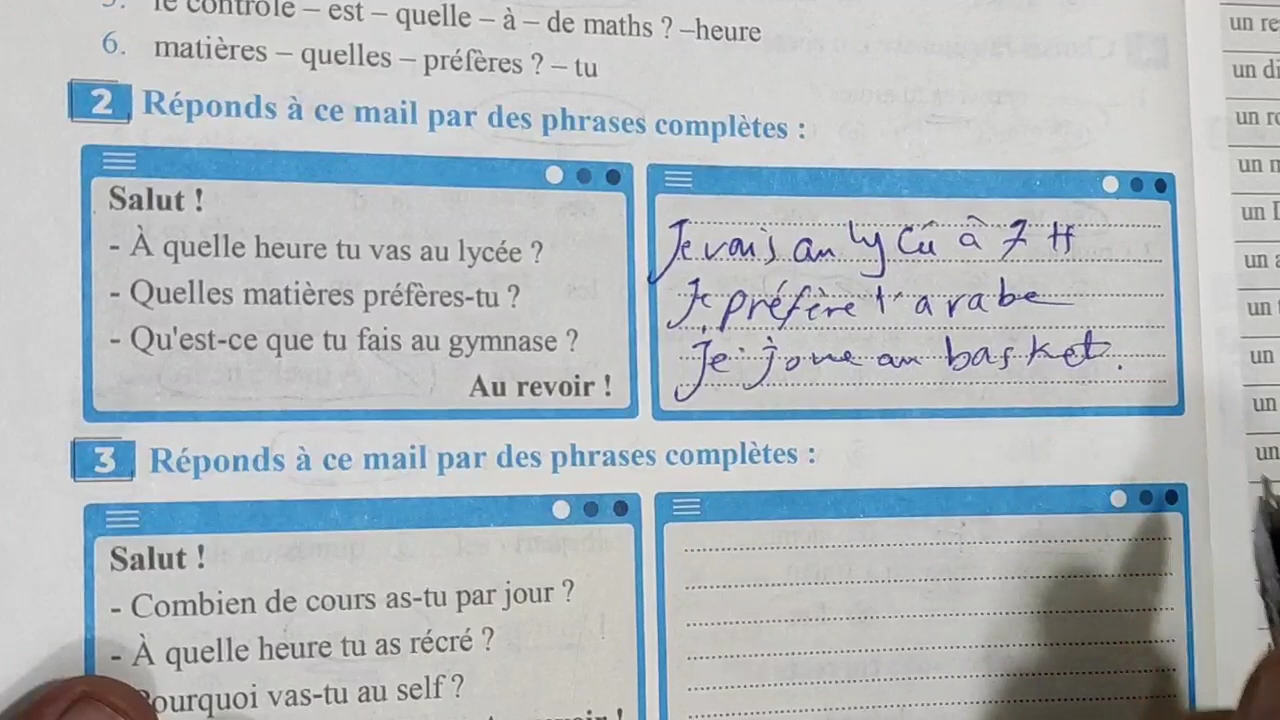 le contrôle – est – quelle – à – de maths ? –heure
6. matières – quelles – préfères ? – tu
2 Réponds à ce mail par des phrases complètes :
Salut !
- À quelle heure tu vas au lycée ?
- Quelles matières préfères-tu ?
- Qu'est-ce que tu fais au gymnase ?
Au revoir !
Je vais au lycée à 7 H
Je préfère l'arabe
Je joue au basket.
3 Réponds à ce mail par des phrases complètes :
Salut !
- Combien de cours as-tu par jour ?
- À quelle heure tu as récré ?
Pourquoi vas-tu au self ?
un re
un di
un
un
un
un
un
un
un
un